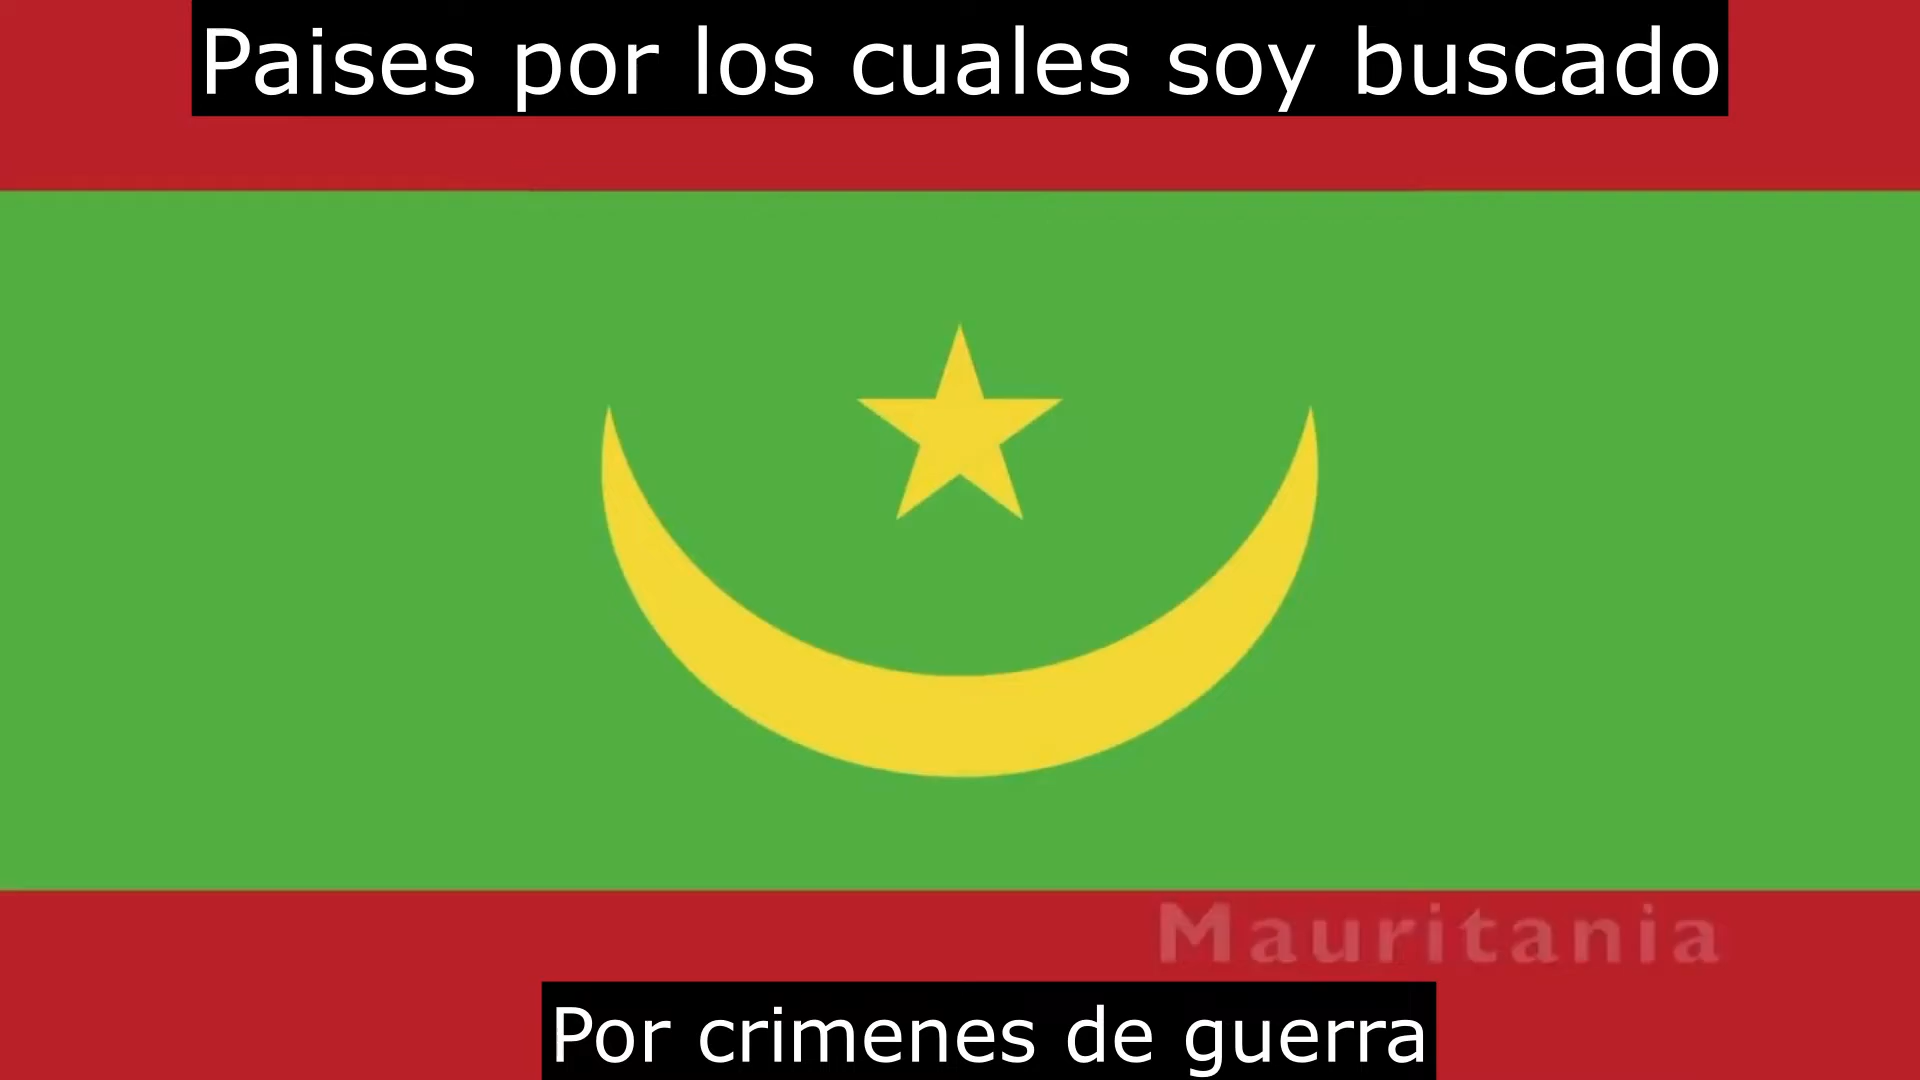 Paises por los cuales soy buscado
Mauritania
Por crimenes de guerra